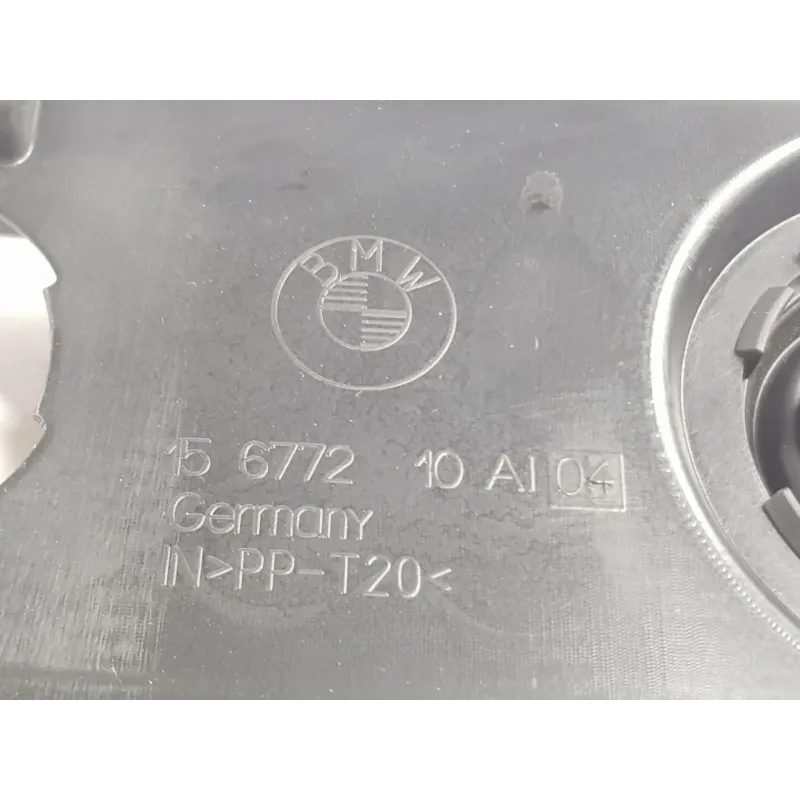 BMW
15 6772 10 AI 04
Germany
IN>PP-T20<